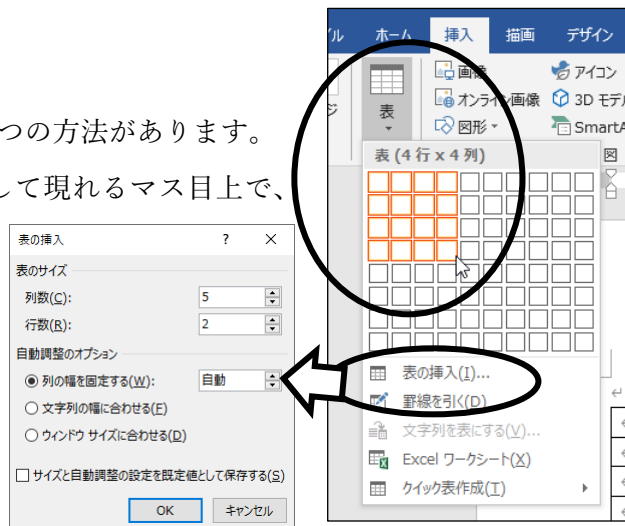 ル ホーム 挿入 描画 デザイン
画像
アイコン
オンライン画像
3D モデル
表
図形
SmartA
ジ
図
つの方法があります。
して現れるマス目上で、
表 (4 行 x 4 列)
表の挿入(I)...
罫線を引く(D)
文字列を表にする(V)...
Excel ワークシート(X)
クイック表作成(T)
表の挿入 ? ×
表のサイズ
列数(C): 5
行数(R): 2
自動調整のオプション
列の幅を固定する(W): 自動
文字列の幅に合わせる(F)
ウィンドウ サイズに合わせる(D)
サイズと自動調整の設定を既定値として保存する(S)
OK キャンセル